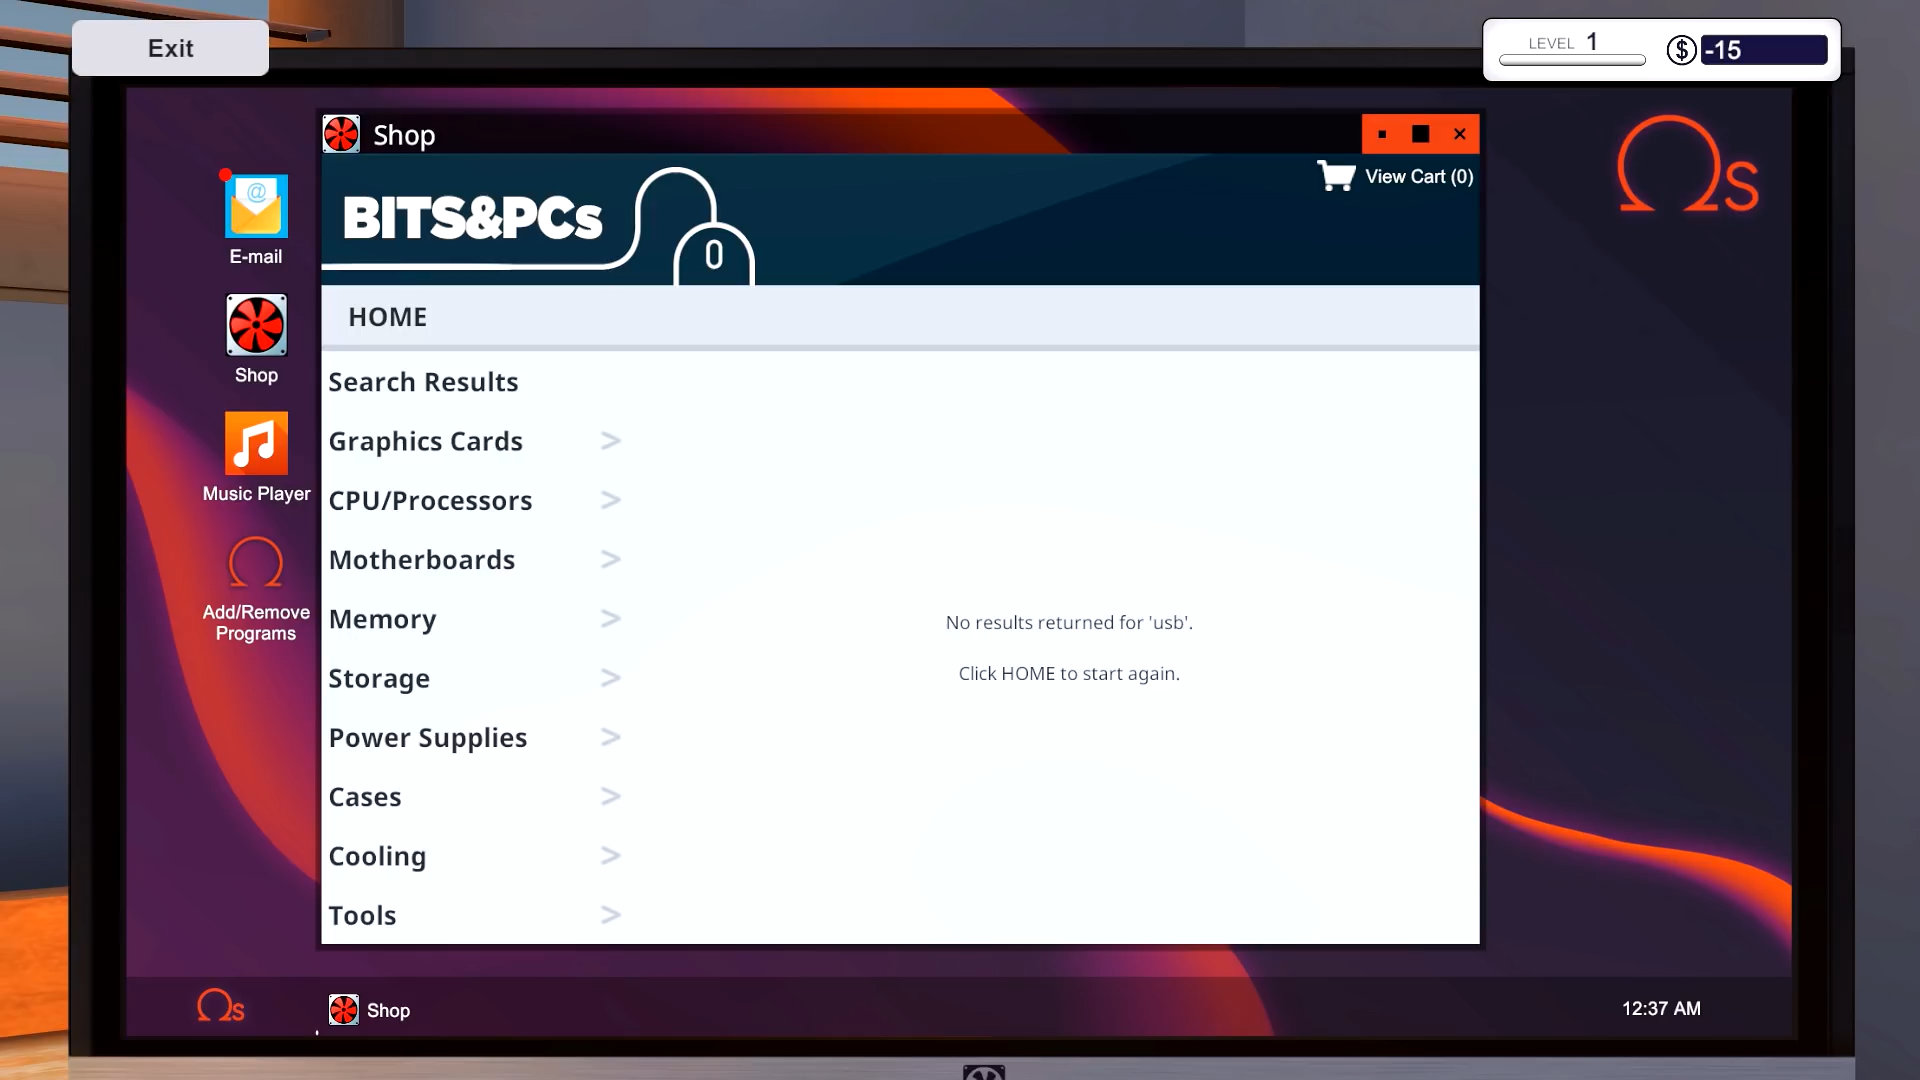 Exit
LEVEL 1
$ -15
Shop
View Cart (0)
BITS&PCs
Ωs
E-mail
HOME
Shop
Search Results
Graphics Cards >
CPU/Processors >
Music Player
Motherboards >
Add/Remove
Programs
Memory >
No results returned for 'usb'.
Storage >
Click HOME to start again.
Power Supplies >
Cases >
Cooling >
Tools >
Ωs
Shop
12:37 AM